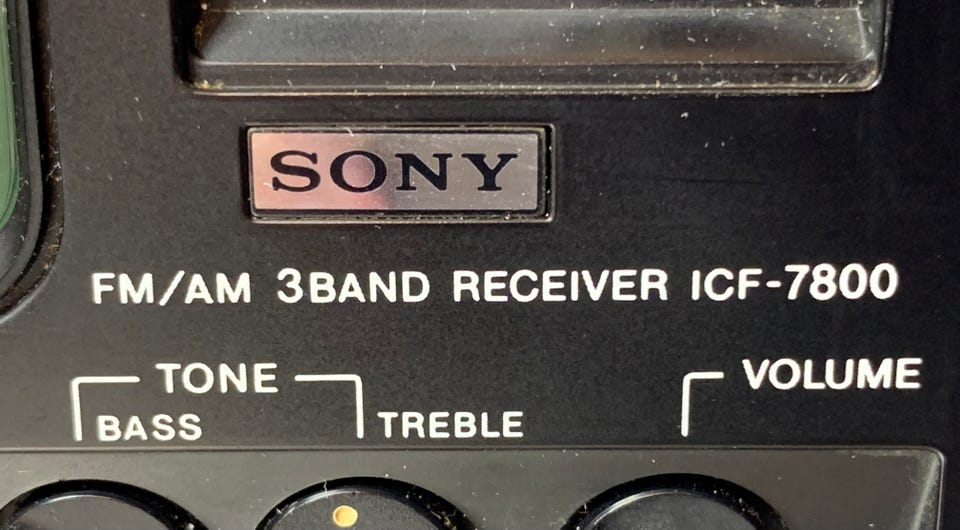 SONY
FM/AM 3BAND RECEIVER ICF-7800
TONE VOLUME
BASS TREBLE